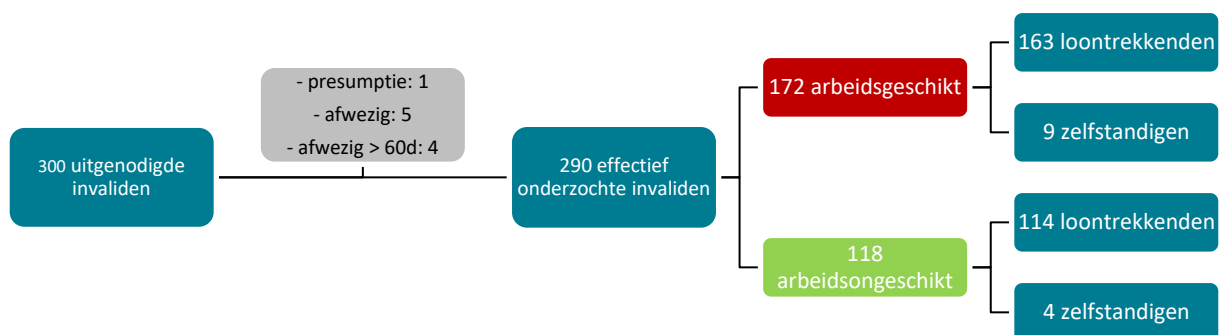 300 uitgenodigde
invaliden
- presumptie: 1
- afwezig: 5
- afwezig > 60d: 4
290 effectief
onderzochte invaliden
172 arbeidsgeschikt
163 loontrekkenden
9 zelfstandigen
118
arbeidsongeschikt
114 loontrekkenden
4 zelfstandigen